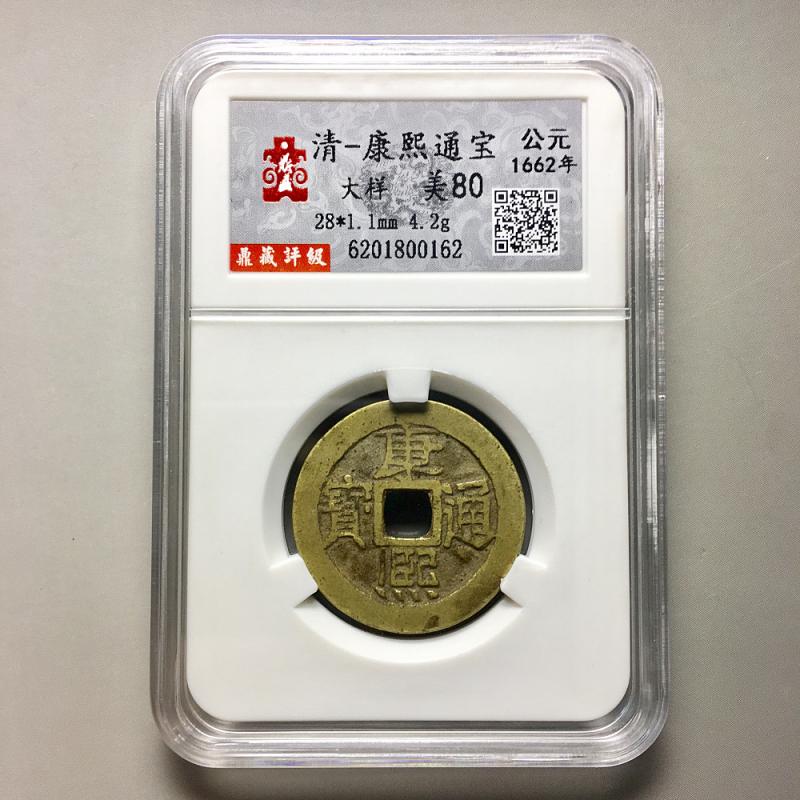 清-康熙通宝
公元
1662年
大样 美80
28*1.1mm 4.2g
鼎藏評級
6201800162
康熙通寶